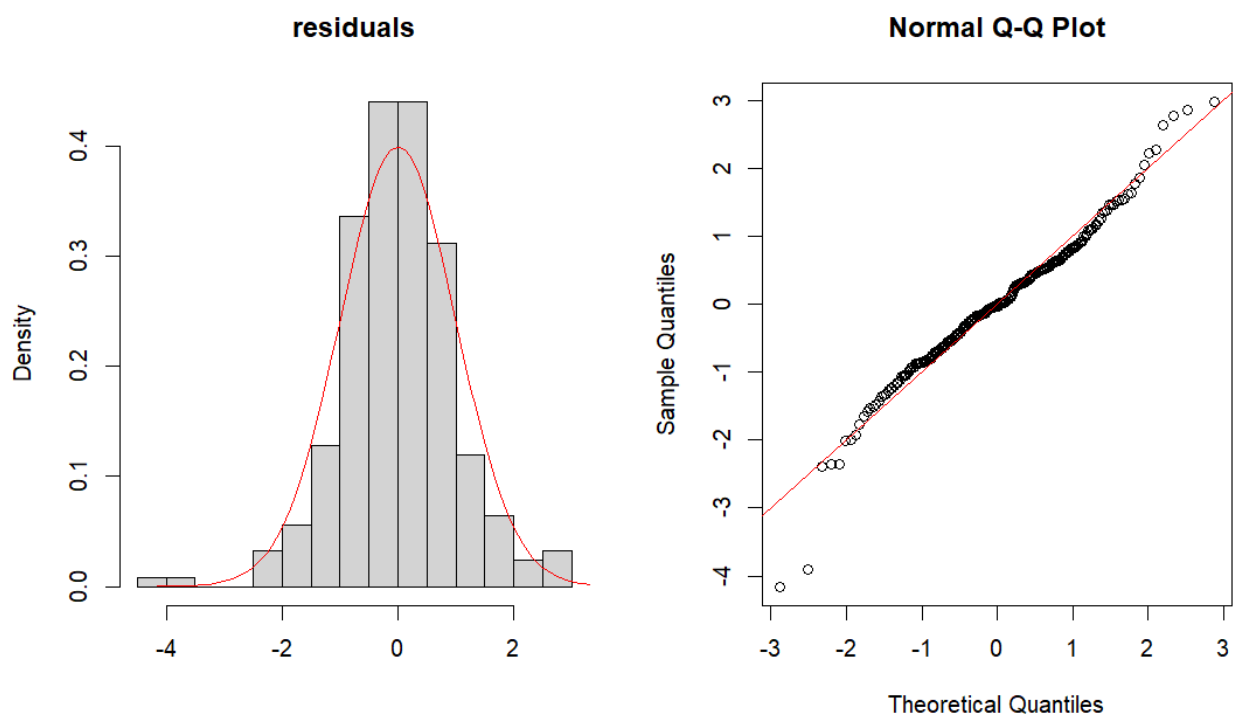 residuals
Density
0.0 0.1 0.2 0.3 0.4
-4 -2 0 2
Normal Q-Q Plot
Sample Quantiles
-4 -3 -2 -1 0 1 2 3
-3 -2 -1 0 1 2 3
Theoretical Quantiles